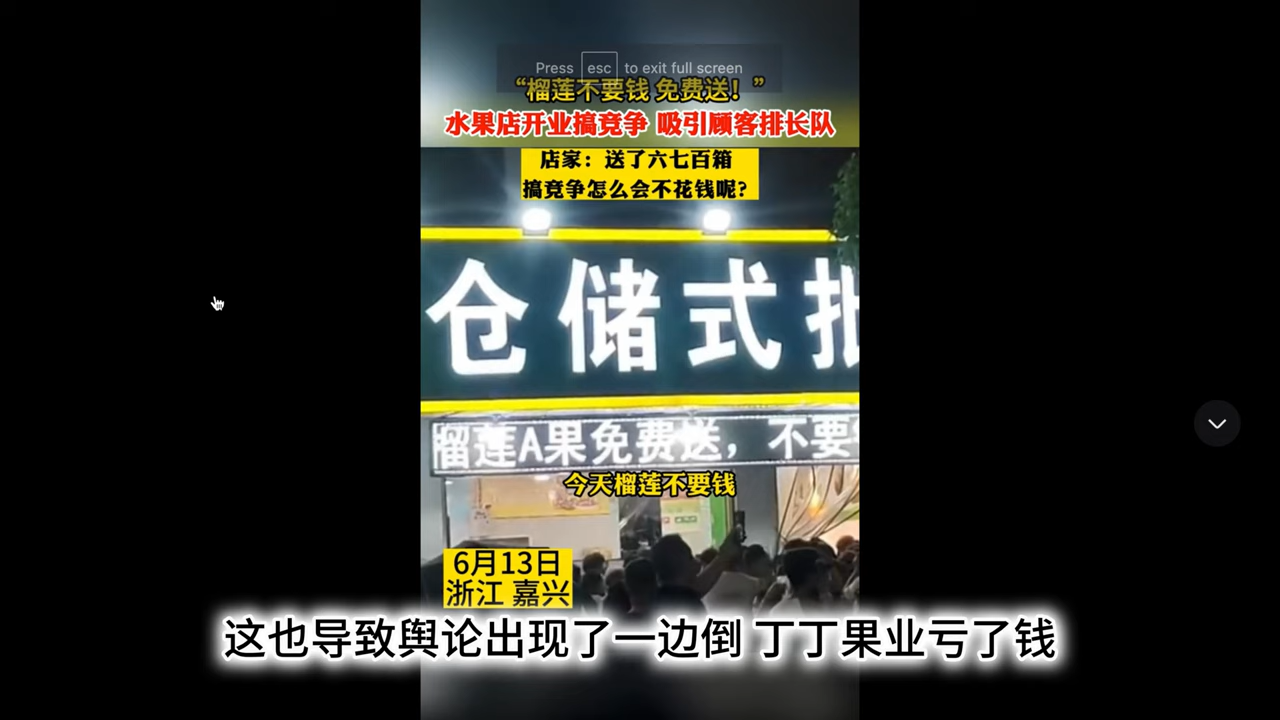 Press esc to exit full screen
“榴莲不要钱 免费送！”
水果店开业搞竞争 吸引顾客排长队
店家：送了六七百箱
搞竞争怎么会不花钱呢？
仓储式批
榴莲A果免费送，不要
今天榴莲不要钱
6月13日
浙江 嘉兴
这也导致舆论出现了一边倒 丁丁果业亏了钱